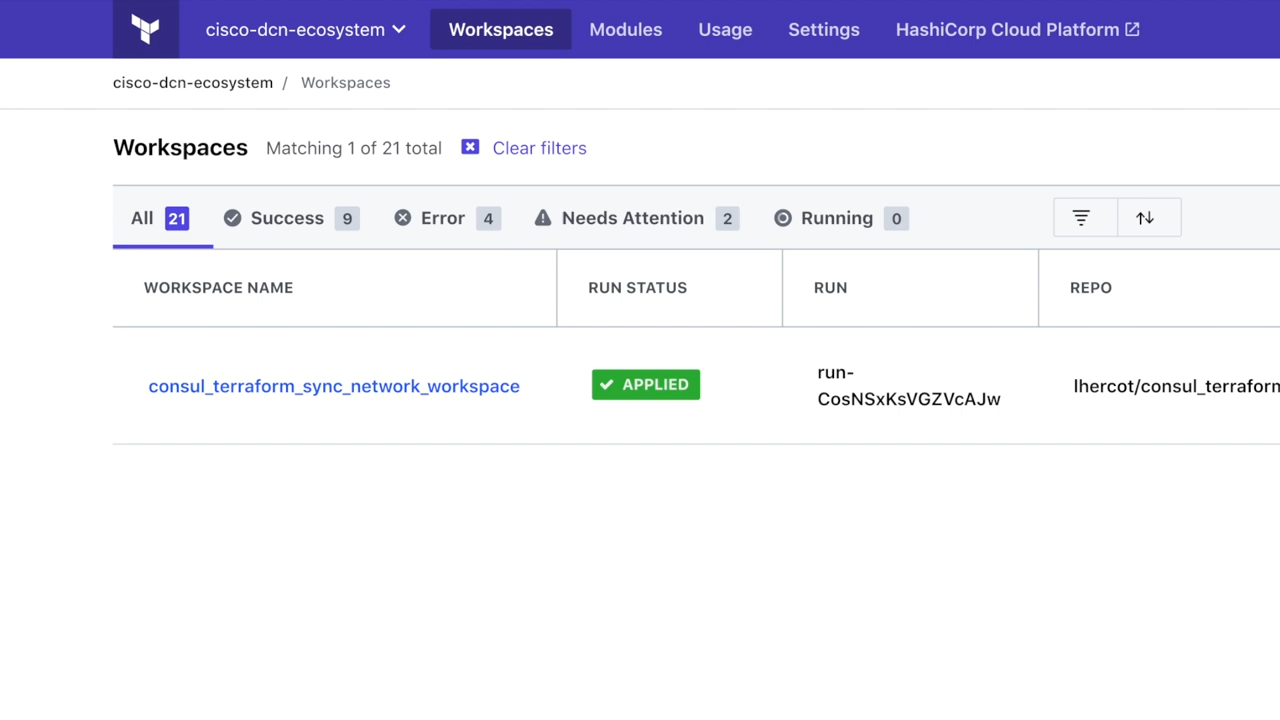 cisco-dcn-ecosystem Workspaces Modules Usage Settings HashiCorp Cloud Platform
cisco-dcn-ecosystem / Workspaces
Workspaces Matching 1 of 21 total Clear filters
All 21 Success 9 Error 4 Needs Attention 2 Running 0
WORKSPACE NAME RUN STATUS RUN REPO
consul_terraform_sync_network_workspace APPLIED run-
CosNSxKsVGZVcAJw
lhercot/consul_terraform